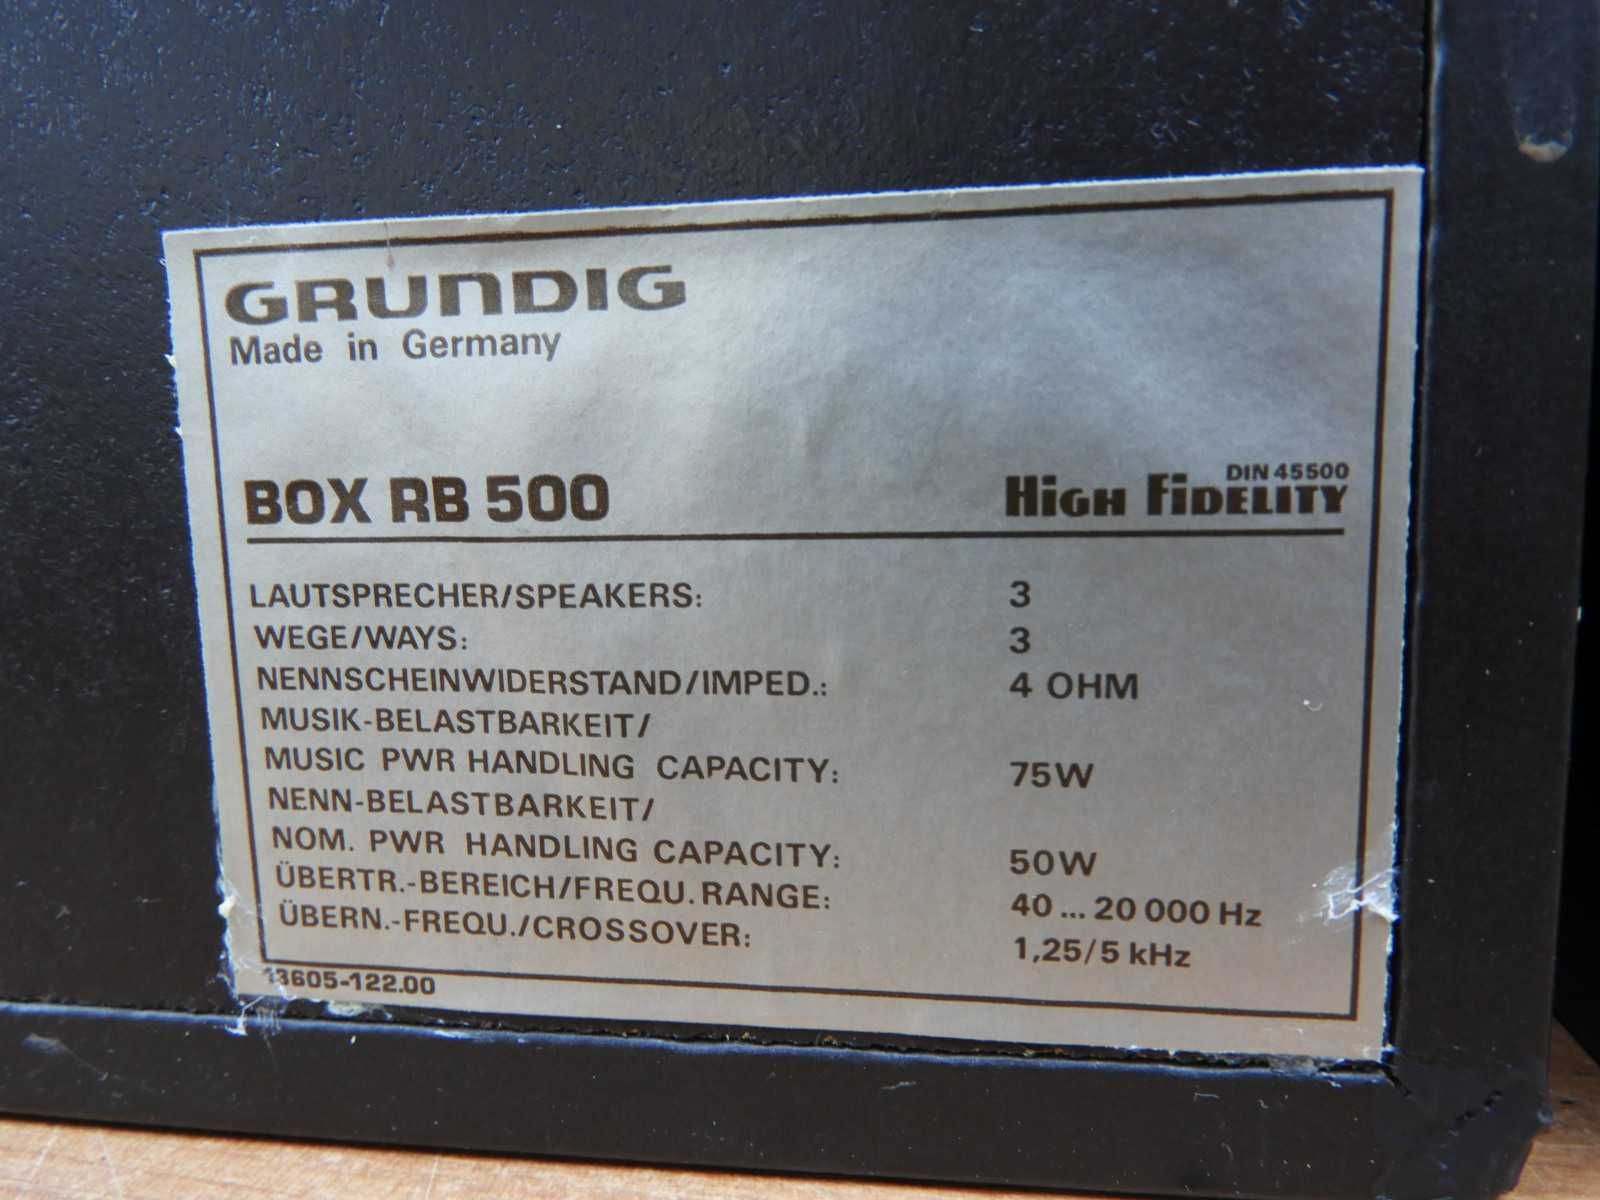 GRUNDIG
Made in Germany
DIN 45500
BOX RB 500 HiGH FiDELITY
LAUTSPRECHER/SPEAKERS: 3
WEGE/WAYS: 3
NENNSCHEINWIDERSTAND/IMPED.: 4 OHM
MUSIK-BELASTBARKEIT/
MUSIC PWR HANDLING CAPACITY: 75W
NENN-BELASTBARKEIT/
NOM. PWR HANDLING CAPACITY: 50W
ÜBERTR.-BEREICH/FREQU. RANGE: 40 ... 20 000 Hz
ÜBERN.-FREQU./CROSSOVER: 1,25/5 kHz
13605-122.00